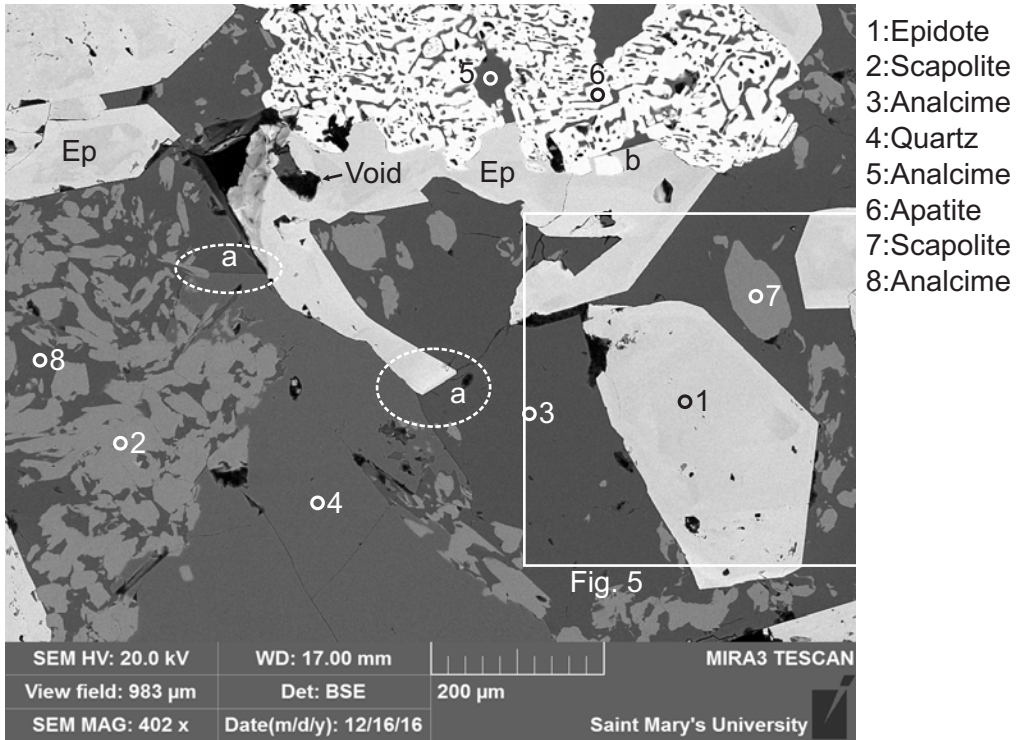 1:Epidote
2:Scapolite
3:Analcime
4:Quartz
5:Analcime
6:Apatite
7:Scapolite
8:Analcime
5
6
Ep
Void
Ep
b
a
7
8
a
1
3
2
4
Fig. 5
SEM HV: 20.0 kV
WD: 17.00 mm
MIRA3 TESCAN
View field: 983 µm
Det: BSE
200 µm
SEM MAG: 402 x
Date(m/d/y): 12/16/16
Saint Mary's University